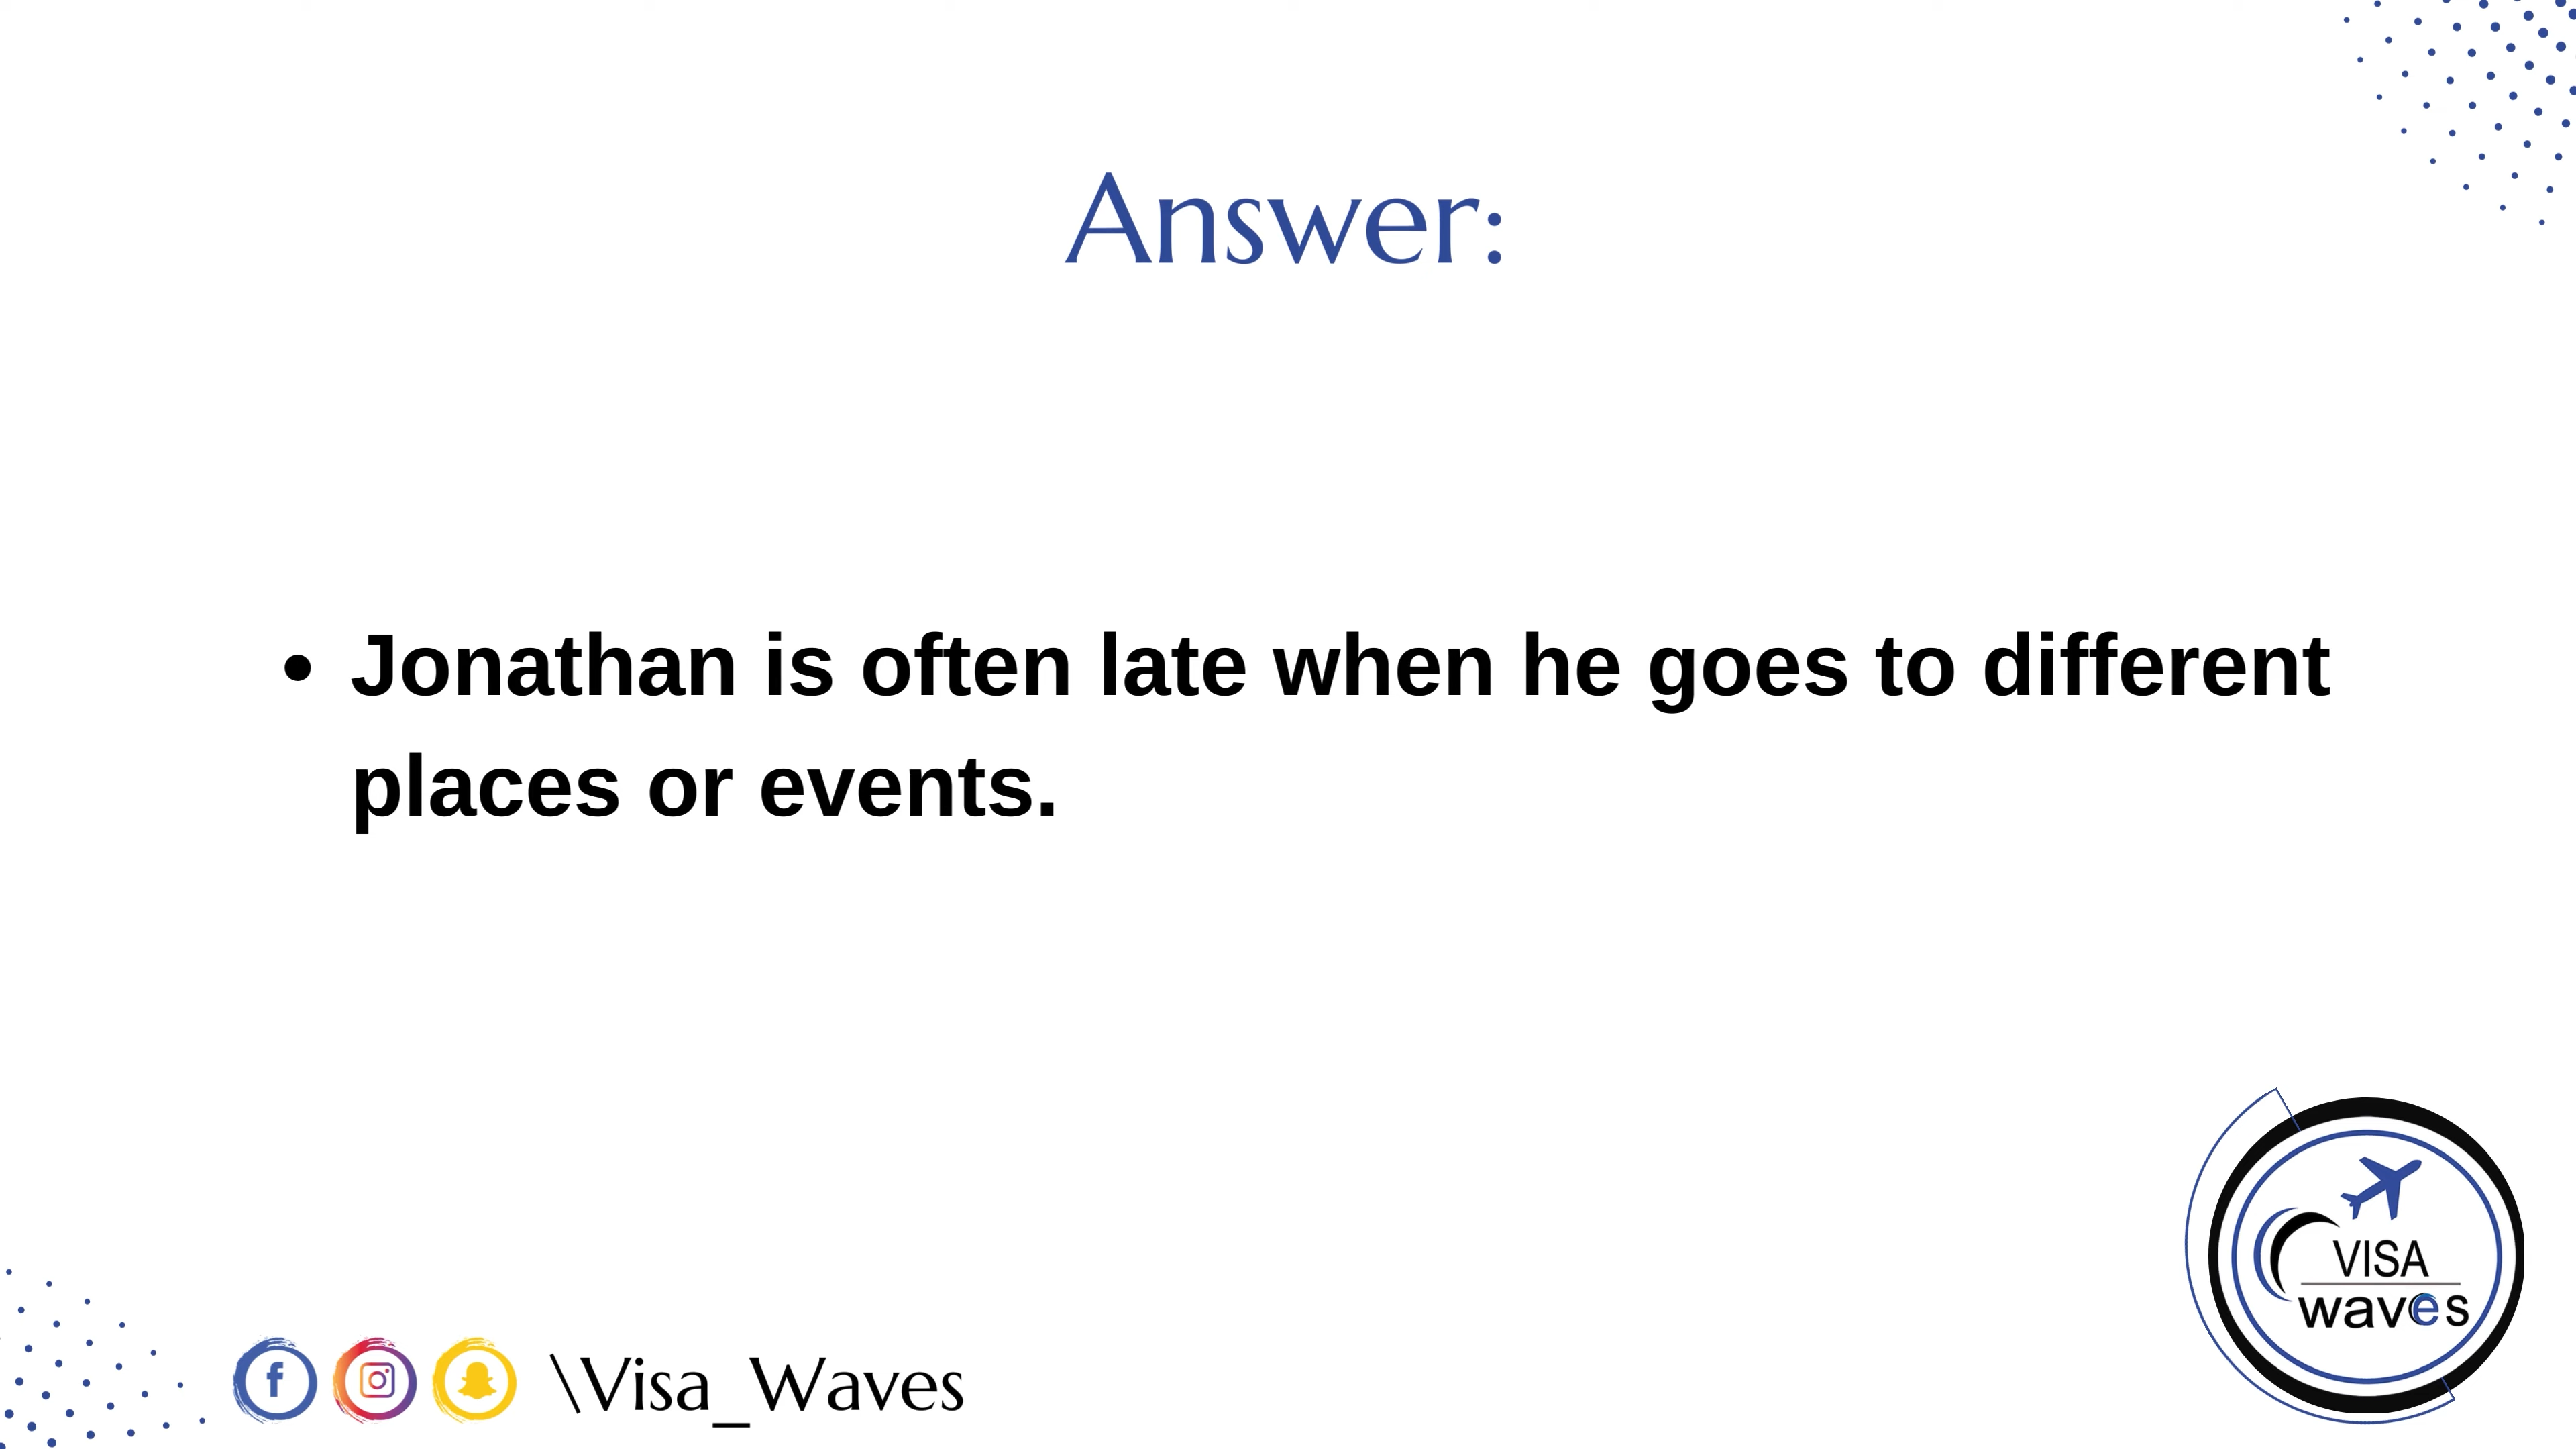 Answer:
• Jonathan is often late when he goes to different
places or events.
VISA
waves
\Visa_Waves